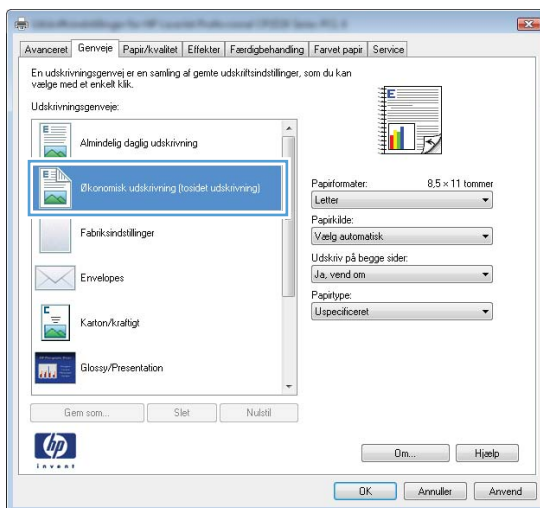 Avanceret Genveje Papir/kvalitet Effekter Færdigbehandling Farvet papir Service
En udskrivningsgenvej er en samling af gemte udskriftsindstillinger, som du kan
vælge med et enkelt klik.
Udskrivningsgenveje:
Almindelig daglig udskrivning
Økonomisk udskrivning (tosidet udskrivning)
Fabriksindstillinger
Envelopes
Karton/kraftigt
Glossy/Presentation
Gem som... Slet Nulstil
Papirformater: 8,5 × 11 tommer
Letter
Papirkilde:
Vælg automatisk
Udskriv på begge sider:
Ja, vend om
Papirtype:
Uspecificeret
hp
invent
Om... Hjælp
OK Annuller Anvend